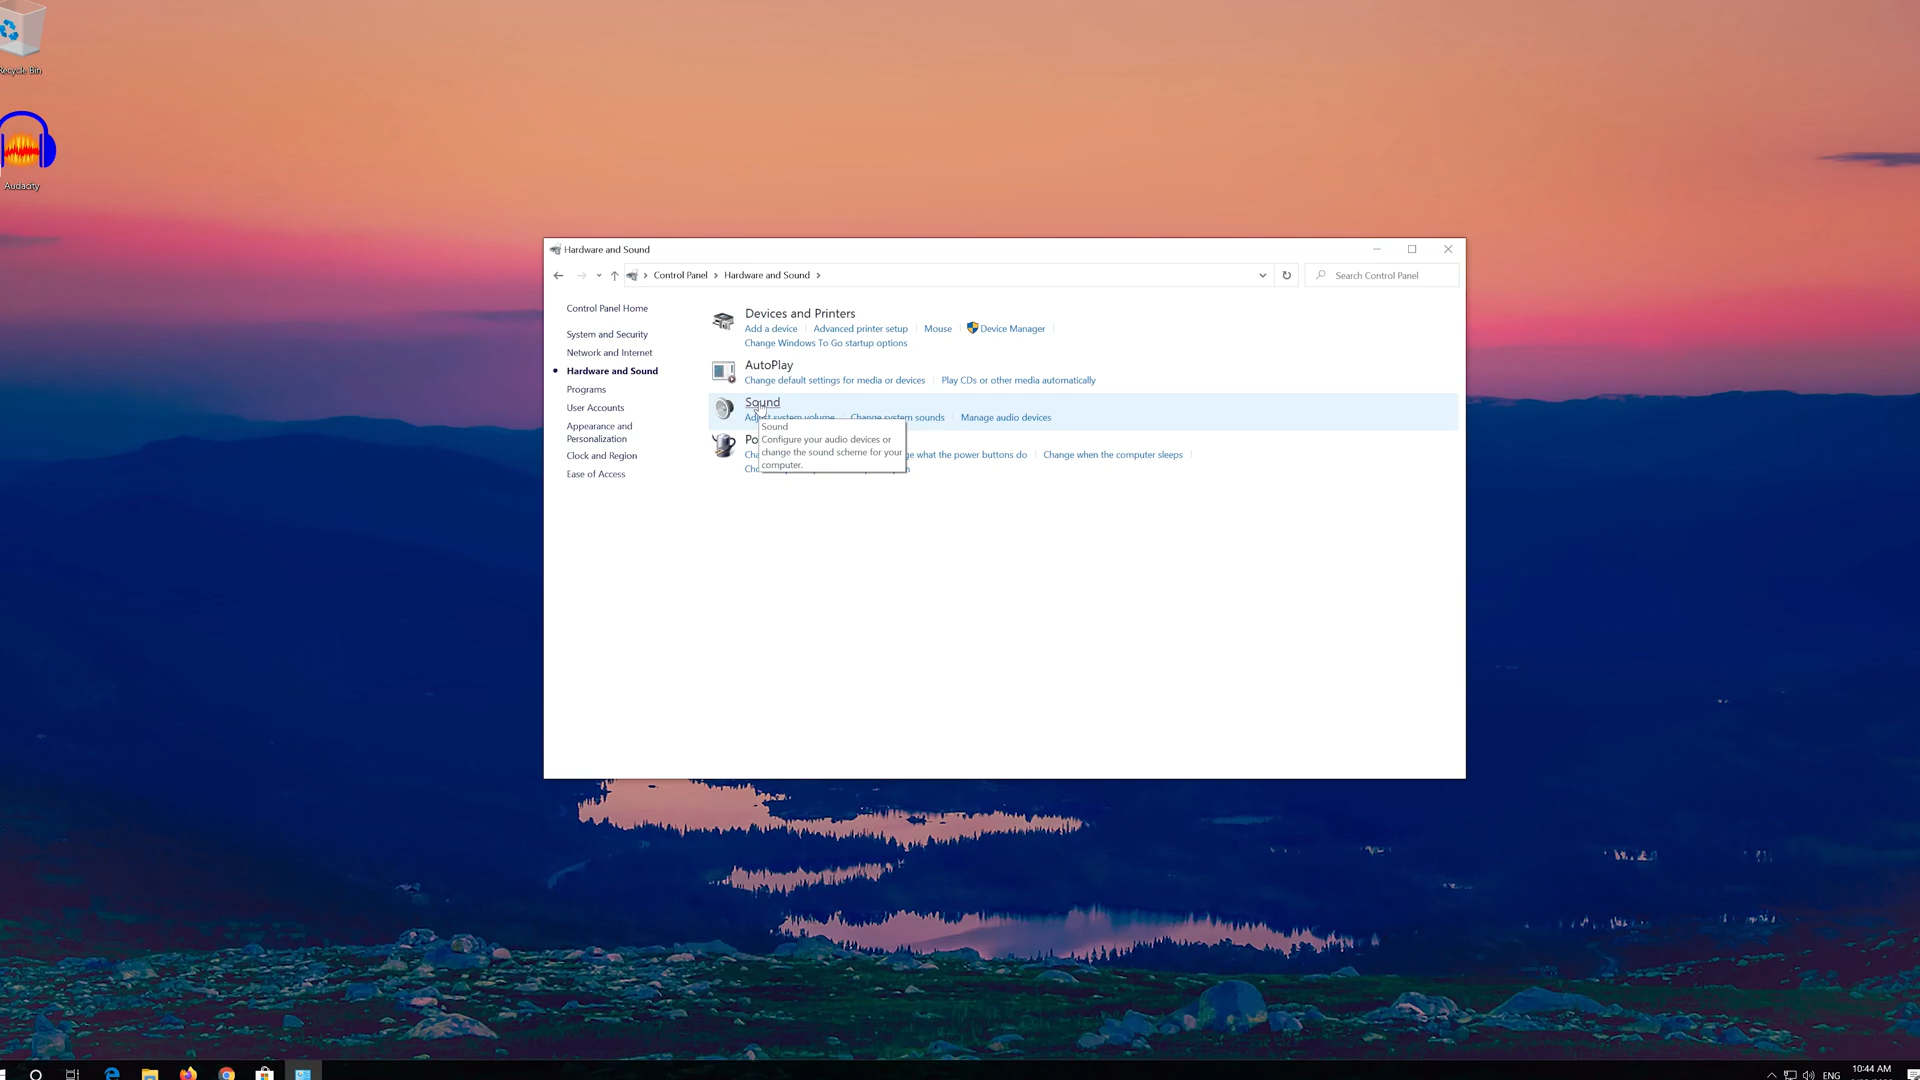 Recycle Bin
Audacity
Hardware and Sound
Control Panel
Hardware and Sound
Search Control Panel
Control Panel Home
System and Security
Network and Internet
Hardware and Sound
Programs
User Accounts
Appearance and
Personalization
Clock and Region
Ease of Access
Devices and Printers
Add a device
Advanced printer setup
Mouse
Device Manager
Change Windows To Go startup options
AutoPlay
Change default settings for media or devices
Play CDs or other media automatically
Sound
Adjust system volume
Change system sounds
Manage audio devices
Sound
Configure your audio devices or
change the sound scheme for your
computer.
what the power buttons do
Change when the computer sleeps
ENG
10:44 AM